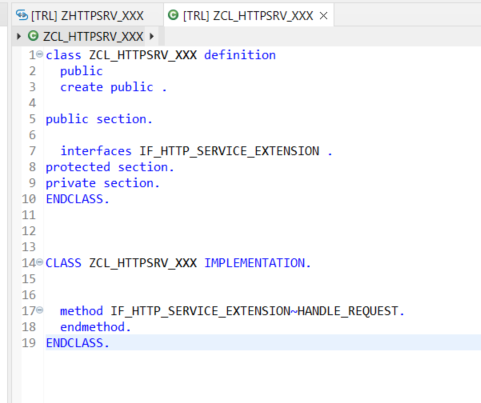 [TRL] ZHTTPSRV_XXX [TRL] ZCL_HTTPSRV_XXX
ZCL_HTTPSRV_XXX
1 class ZCL_HTTPSRV_XXX definition
2 public
3 create public .
4
5 public section.
6
7 interfaces IF_HTTP_SERVICE_EXTENSION .
8 protected section.
9 private section.
10 ENDCLASS.
11
12
13
14 CLASS ZCL_HTTPSRV_XXX IMPLEMENTATION.
15
16
17 method IF_HTTP_SERVICE_EXTENSION~HANDLE_REQUEST.
18 endmethod.
19 ENDCLASS.